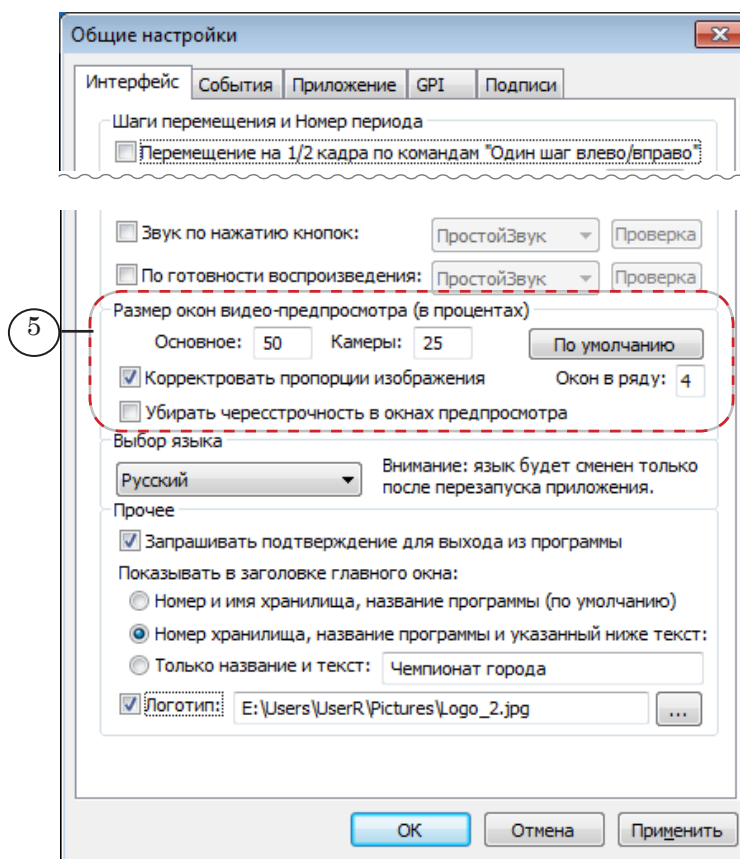 Общие настройки
Интерфейс События Приложение GPI Подписи
Шаги перемещения и Номер периода
Перемещение на 1/2 кадра по командам "Один шаг влево/вправо"
Звук по нажатию кнопок: ПростойЗвук Проверка
По готовности воспроизведения: ПростойЗвук Проверка
5
Размер окон видео-предпросмотра (в процентах)
Основное: 50 Камеры: 25 По умолчанию
Корректровать пропорции изображения Окон в ряду: 4
Убирать чересстрочность в окнах предпросмотра
Выбор языка
Русский
Внимание: язык будет сменен только
после перезапуска приложения.
Прочее
Запрашивать подтверждение для выхода из программы
Показывать в заголовке главного окна:
Номер и имя хранилища, название программы (по умолчанию)
Номер хранилища, название программы и указанный ниже текст:
Только название и текст: Чемпионат города
Логотип: E:\Users\UserR\Pictures\Logo_2.jpg ...
ОК Отмена Применить